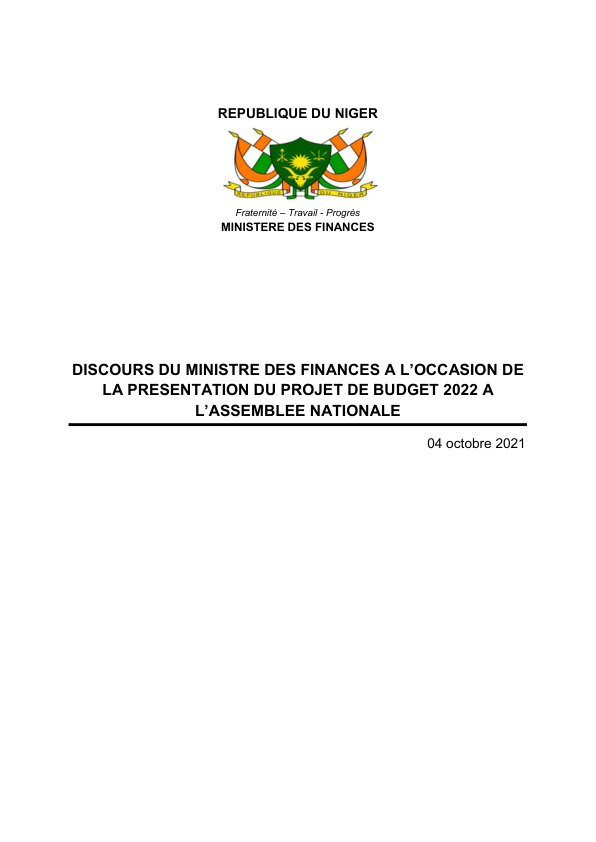 REPUBLIQUE DU NIGER
REPUBLIQUE DU NIGER
Fraternité – Travail - Progrès
MINISTERE DES FINANCES
DISCOURS DU MINISTRE DES FINANCES A L’OCCASION DE
LA PRESENTATION DU PROJET DE BUDGET 2022 A
L’ASSEMBLEE NATIONALE
04 octobre 2021